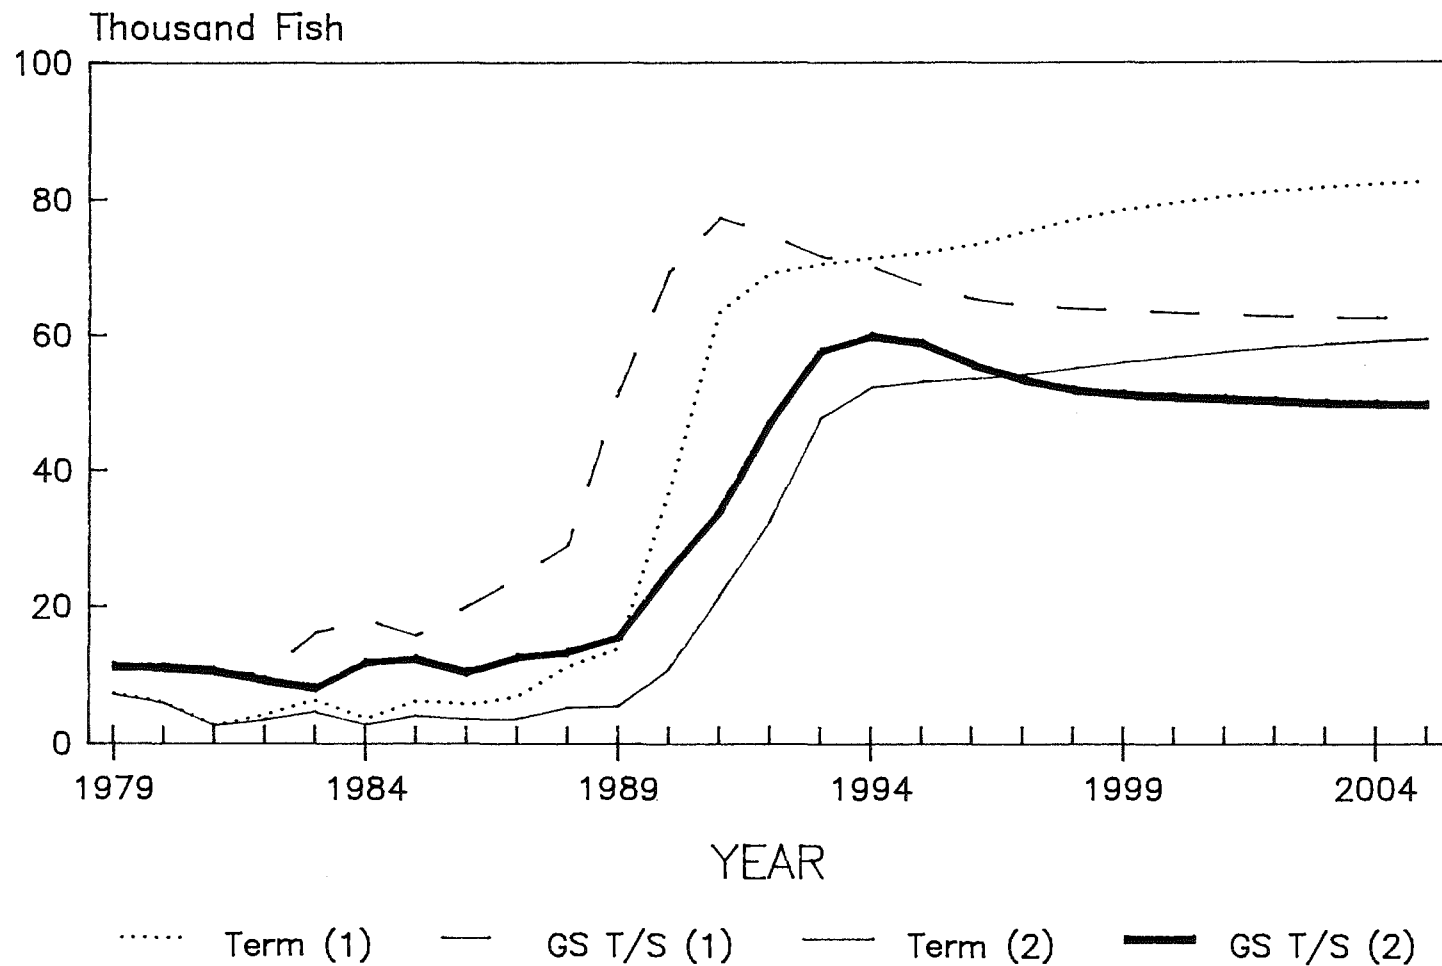 Thousand Fish
100
80
60
40
20
0
1979 1984 1989 1994 1999 2004
YEAR
Term (1) GS T/S (1) Term (2) GS T/S (2)